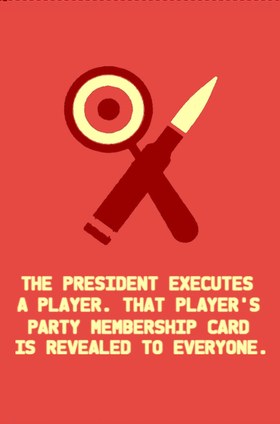 THE PRESIDENT EXECUTES
A PLAYER. THAT PLAYER'S
PARTY MEMBERSHIP CARD
IS REVEALED TO EVERYONE.